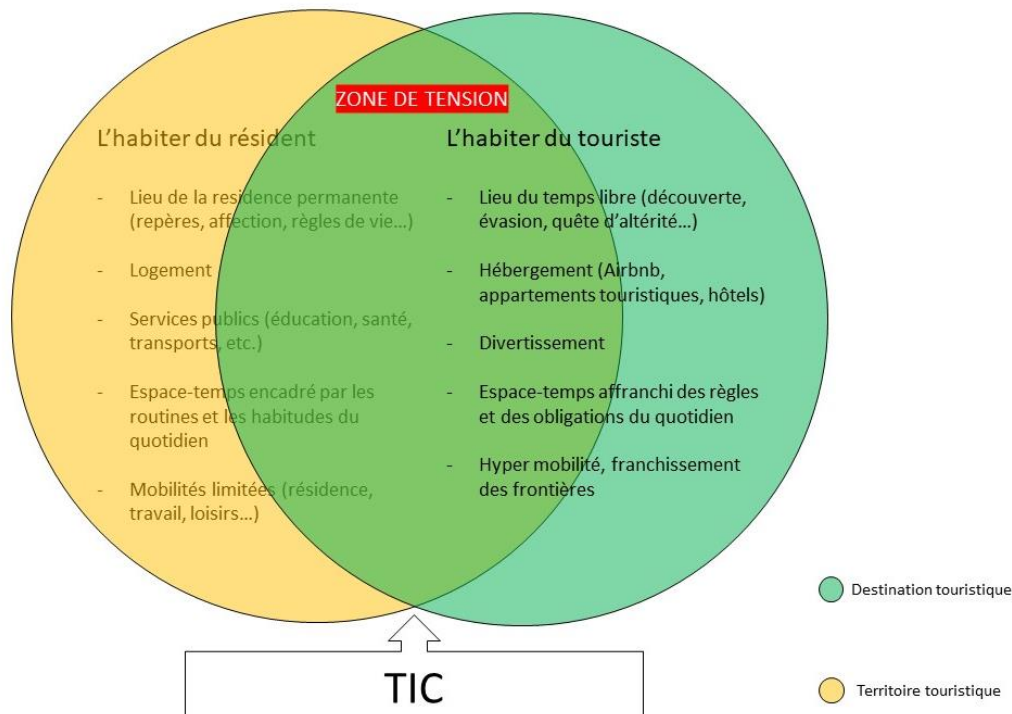 ZONE DE TENSION
L'habiter du résident
- Lieu de la residence permanente
(repères, affection, règles de vie...)
- Logement
- Services publics (éducation, santé,
transports, etc.)
- Espace-temps encadré par les
routines et les habitudes du
quotidien
- Mobilités limitées (résidence,
travail, loisirs...)
L'habiter du touriste
- Lieu du temps libre (découverte,
évasion, quête d'altérité...)
- Hébergement (Airbnb,
appartements touristiques, hôtels)
- Divertissement
- Espace-temps affranchi des règles
et des obligations du quotidien
- Hyper mobilité, franchissement
des frontières
Destination touristique
Territoire touristique
TIC